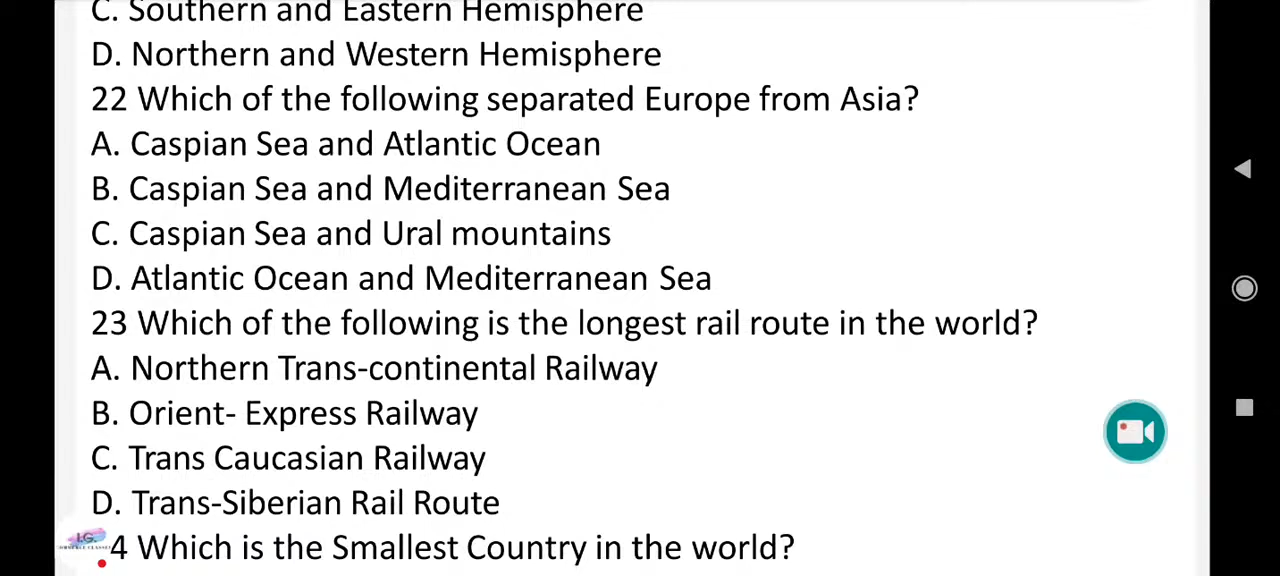 C. Southern and Eastern Hemisphere
D. Northern and Western Hemisphere
22 Which of the following separated Europe from Asia?
A. Caspian Sea and Atlantic Ocean
B. Caspian Sea and Mediterranean Sea
C. Caspian Sea and Ural mountains
D. Atlantic Ocean and Mediterranean Sea
23 Which of the following is the longest rail route in the world?
A. Northern Trans-continental Railway
B. Orient- Express Railway
C. Trans Caucasian Railway
D. Trans-Siberian Rail Route
4 Which is the Smallest Country in the world?
I.G.